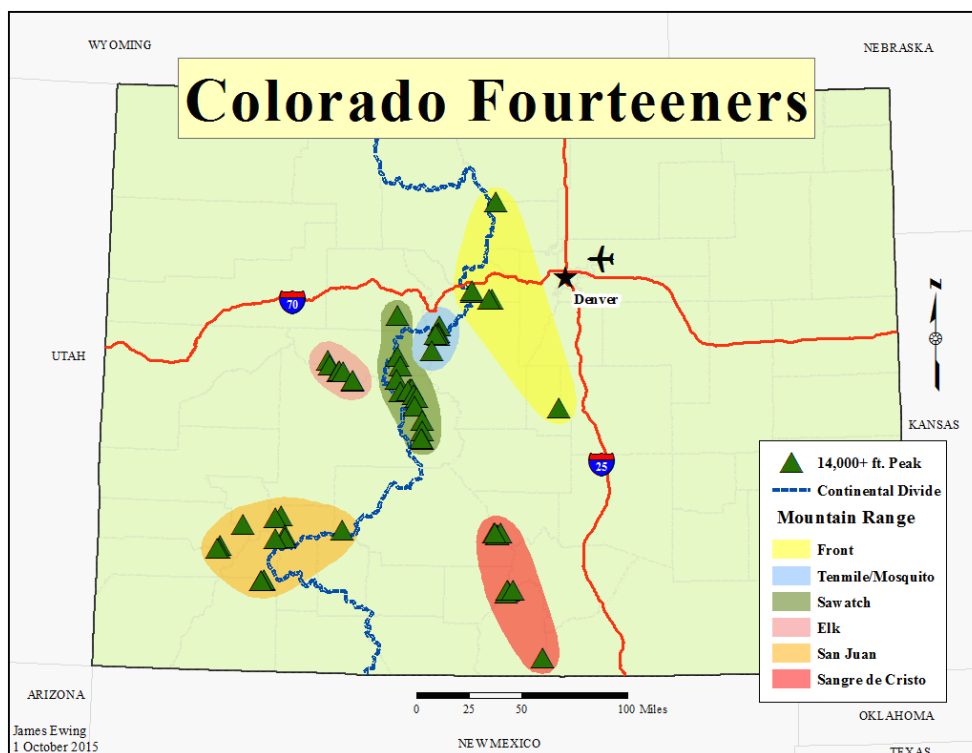 WYOMING
NEBRASKA
Colorado Fourteeners
70
Denver
N
UTAH
KANSAS
25
14,000+ ft. Peak
Continental Divide
Mountain Range
Front
Tenmile/Mosquito
Sawatch
Elk
San Juan
Sangre de Cristo
ARIZONA
0 25 50 100 Miles
OKLAHOMA
James Ewing
1 October 2015
NEW MEXICO
TEXAS